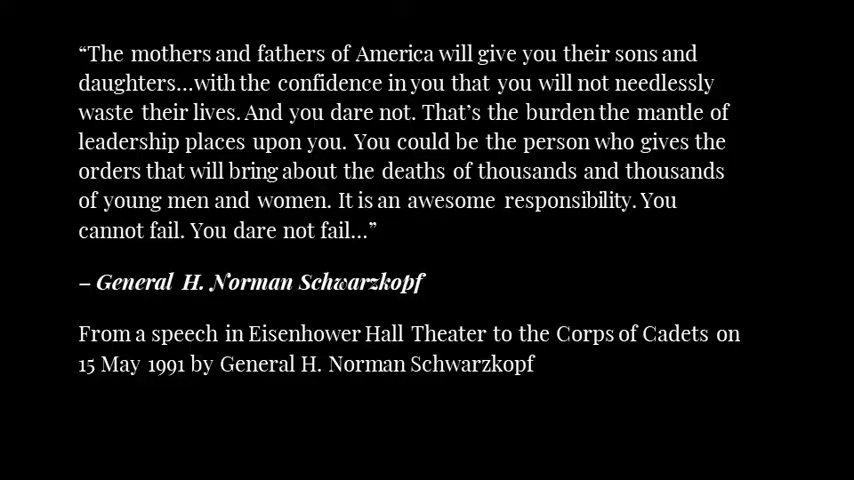 “The mothers and fathers of America will give you their sons and
daughters...with the confidence in you that you will not needlessly
waste their lives. And you dare not. That’s the burden the mantle of
leadership places upon you. You could be the person who gives the
orders that will bring about the deaths of thousands and thousands
of young men and women. It is an awesome responsibility. You
cannot fail. You dare not fail...”
– General H. Norman Schwarzkopf
From a speech in Eisenhower Hall Theater to the Corps of Cadets on
15 May 1991 by General H. Norman Schwarzkopf